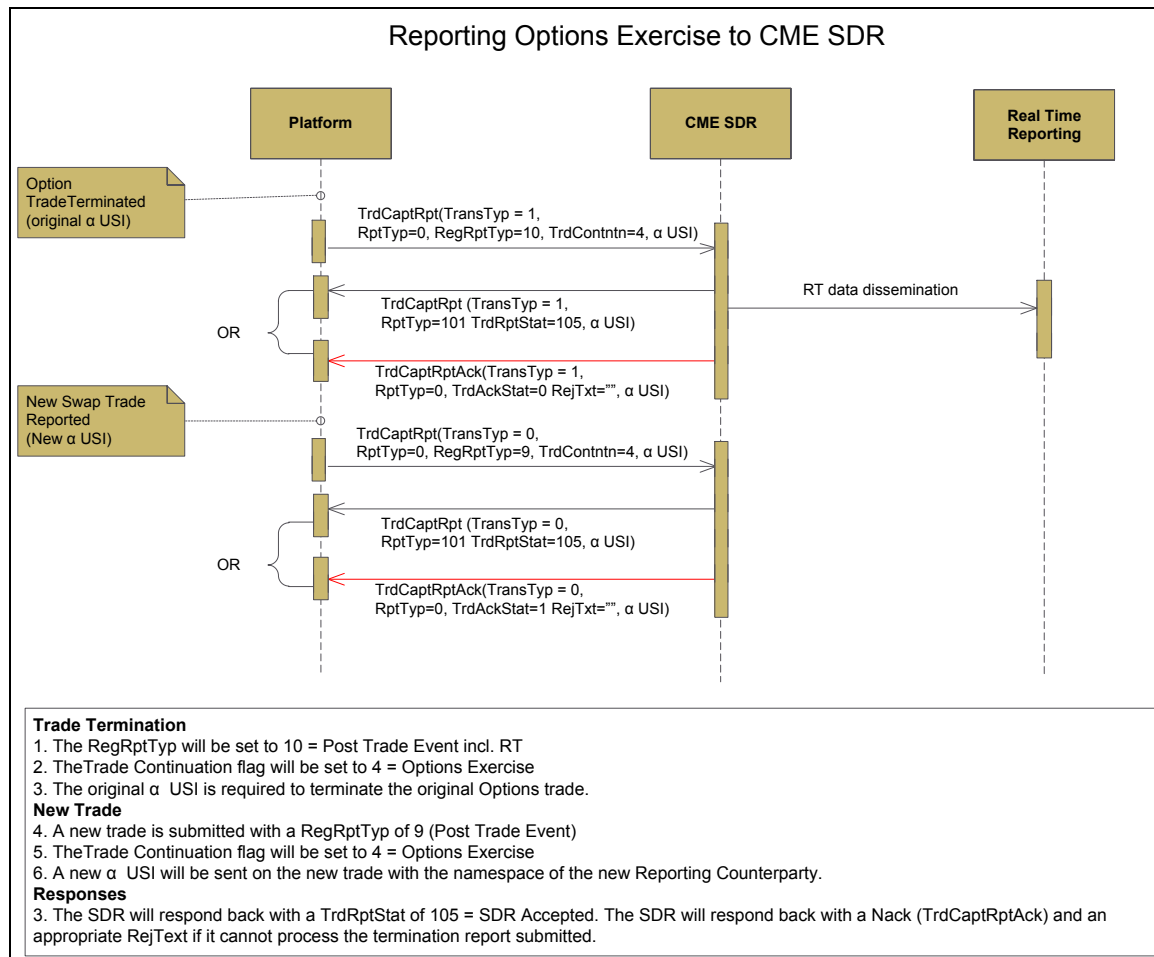 Reporting Options Exercise to CME SDR
Platform
CME SDR
Real Time
Reporting
Option
TradeTerminated
(original α USI)
TrdCaptRpt(TransTyp = 1,
RptTyp=0, RegRptTyp=10, TrdContntn=4, α USI)
RT data dissemination
TrdCaptRpt (TransTyp = 1,
RptTyp=101 TrdRptStat=105, α USI)
OR
TrdCaptRptAck(TransTyp = 1,
RptTyp=0, TrdAckStat=0 RejTxt=””, α USI)
New Swap Trade
Reported
(New α USI)
TrdCaptRpt(TransTyp = 0,
RptTyp=0, RegRptTyp=9, TrdContntn=4, α USI)
TrdCaptRpt (TransTyp = 0,
RptTyp=101 TrdRptStat=105, α USI)
OR
TrdCaptRptAck(TransTyp = 0,
RptTyp=0, TrdAckStat=1 RejTxt=””, α USI)
Trade Termination
1. The RegRptTyp will be set to 10 = Post Trade Event incl. RT
2. TheTrade Continuation flag will be set to 4 = Options Exercise
3. The original α USI is required to terminate the original Options trade.
New Trade
4. A new trade is submitted with a RegRptTyp of 9 (Post Trade Event)
5. TheTrade Continuation flag will be set to 4 = Options Exercise
6. A new α USI will be sent on the new trade with the namespace of the new Reporting Counterparty.
Responses
3. The SDR will respond back with a TrdRptStat of 105 = SDR Accepted. The SDR will respond back with a Nack (TrdCaptRptAck) and an
appropriate RejText if it cannot process the termination report submitted.